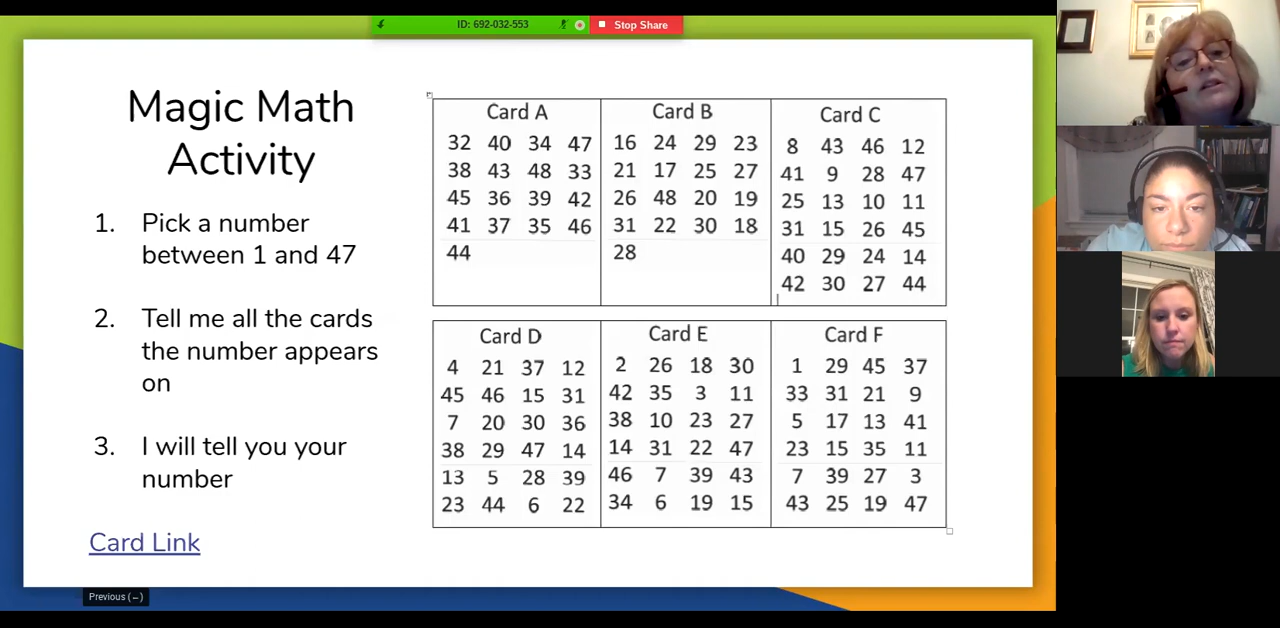 ID: 692-032-553
Stop Share
Magic Math
Activity
1. Pick a number
between 1 and 47
2. Tell me all the cards
the number appears
on
3. I will tell you your
number
Card Link
Card A
32 40 34 47
38 43 48 33
45 36 39 42
41 37 35 46
44
Card B
16 24 29 23
21 17 25 27
26 48 20 19
31 22 30 18
28
Card C
8 43 46 12
41 9 28 47
25 13 10 11
31 15 26 45
40 29 24 14
42 30 27 44
Card D
4 21 37 12
45 46 15 31
7 20 30 36
38 29 47 14
13 5 28 39
23 44 6 22
Card E
2 26 18 30
42 35 3 11
38 10 23 27
14 31 22 47
46 7 39 43
34 6 19 15
Card F
1 29 45 37
33 31 21 9
5 17 13 41
23 15 35 11
7 39 27 3
43 25 19 47
Previous (←)